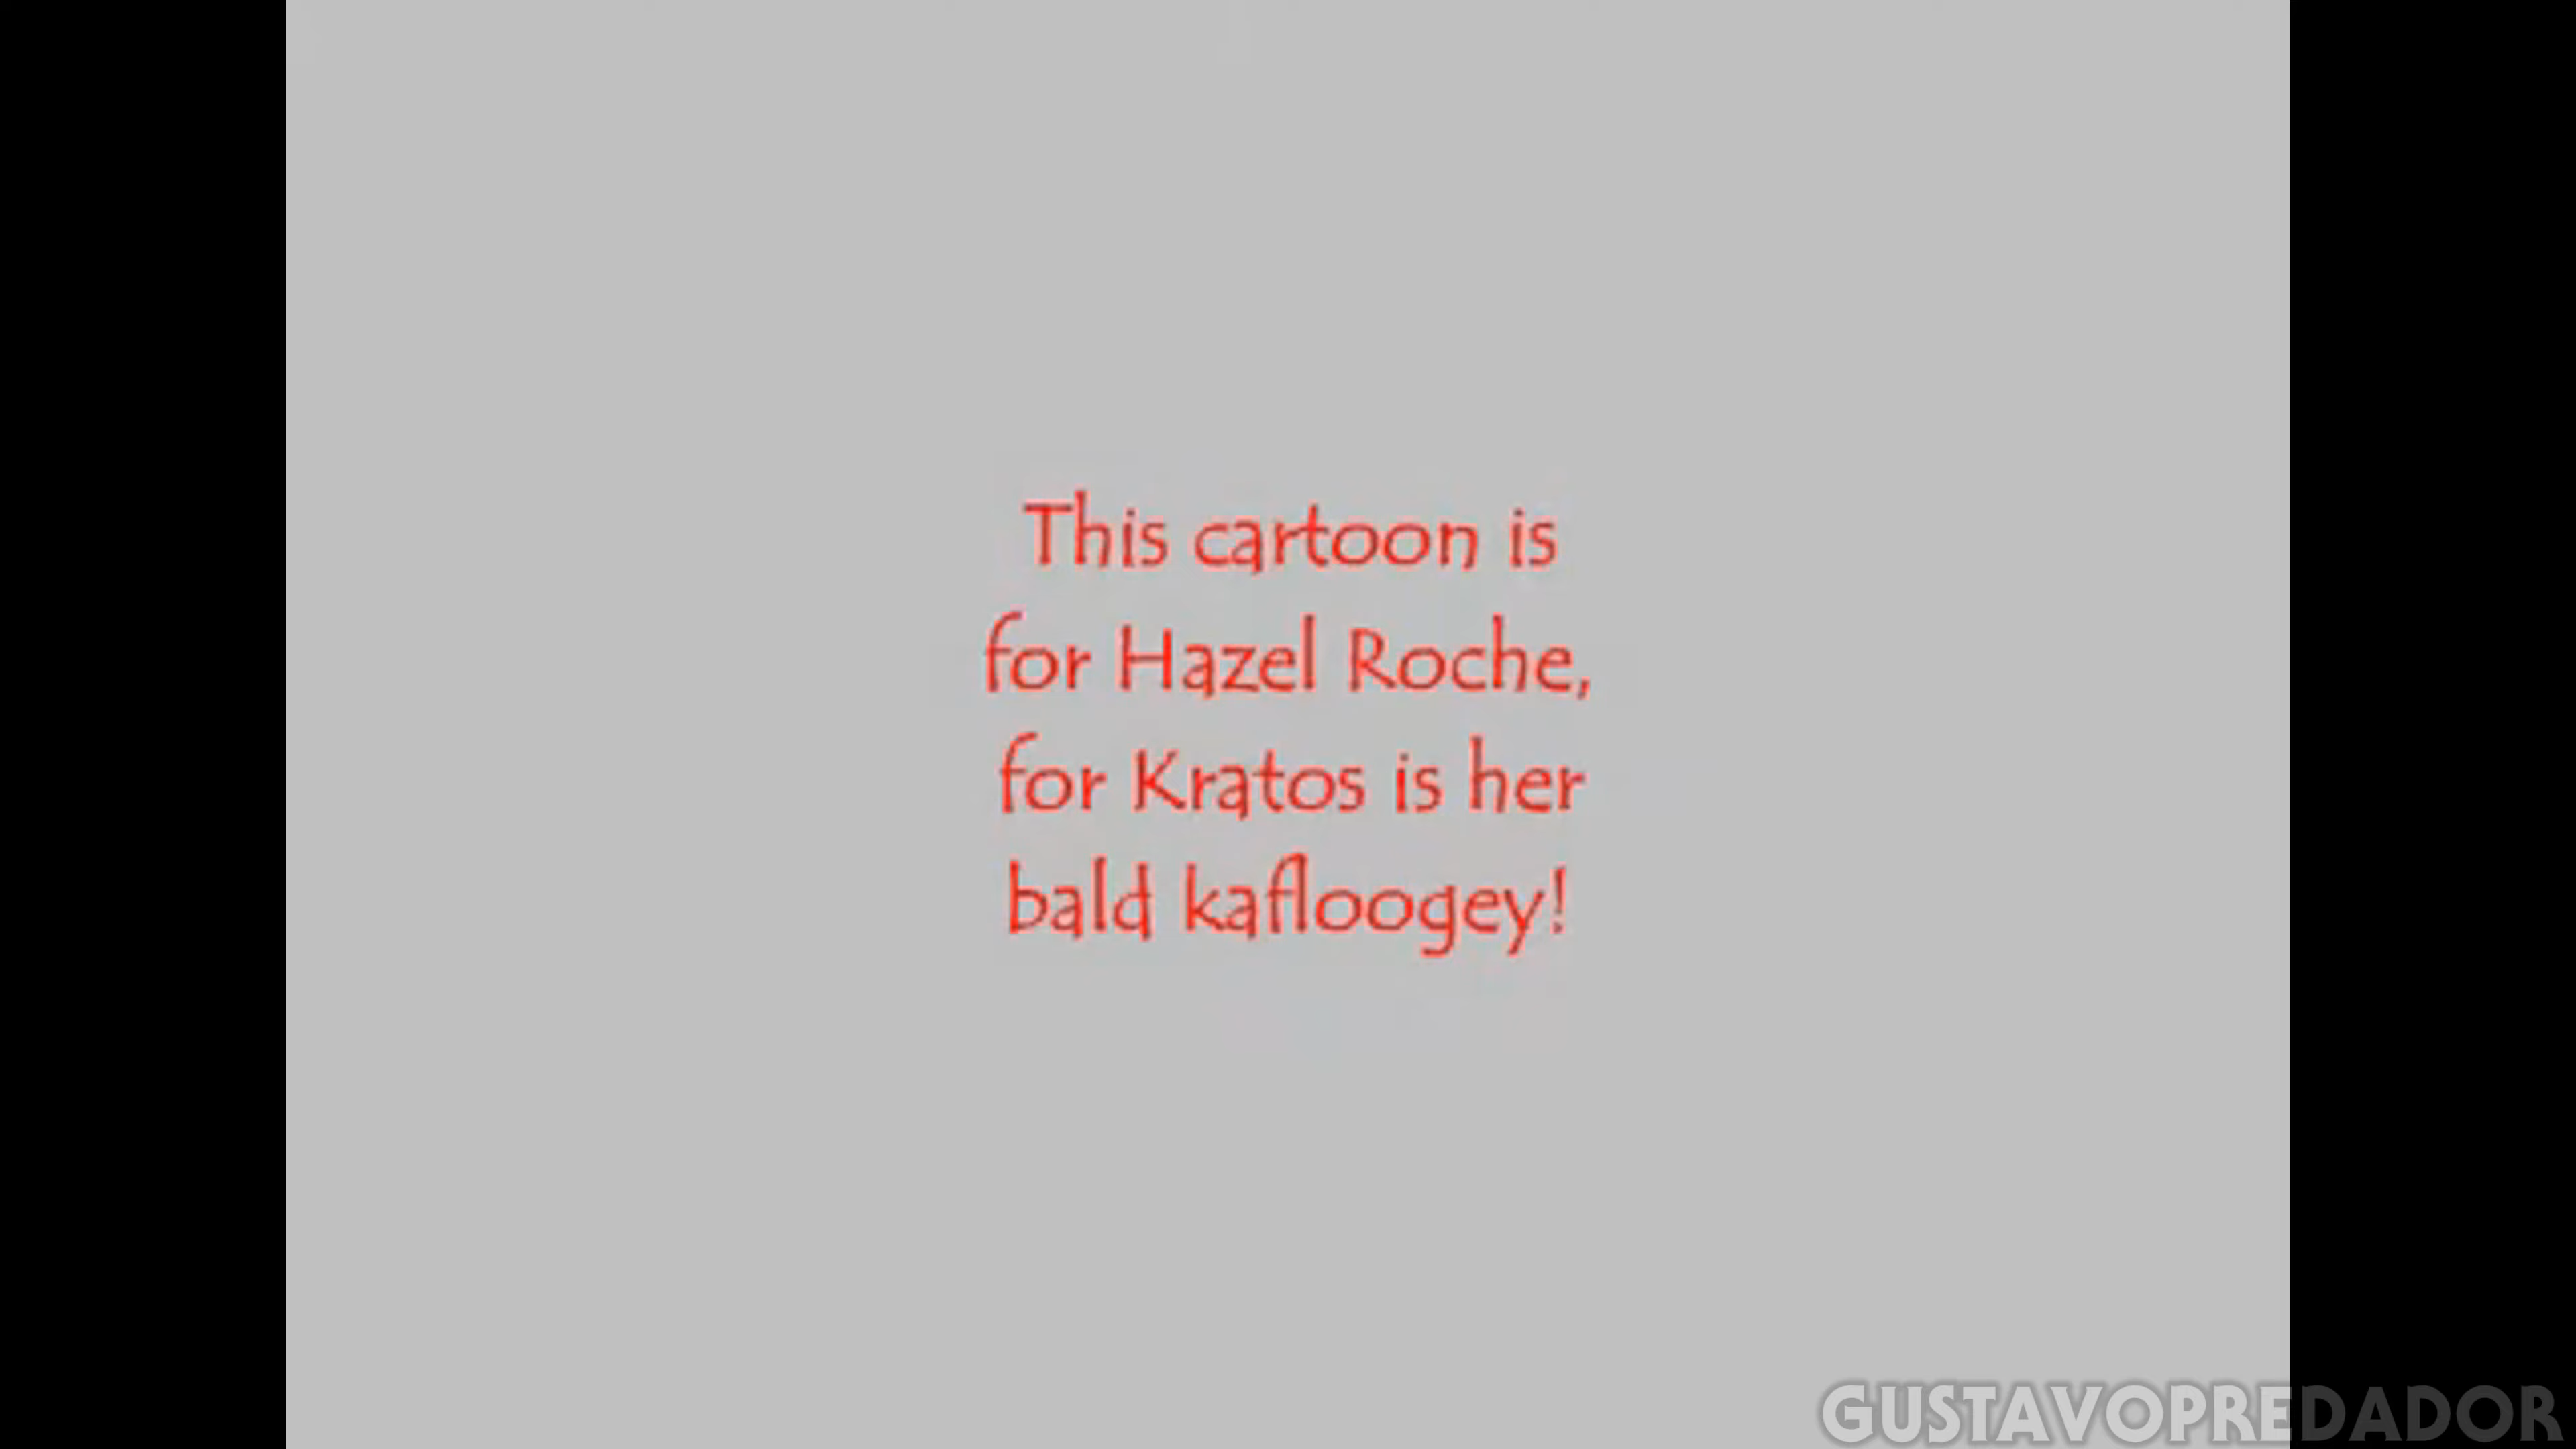 This cartoon is
for Hazel Roche,
for Kratos is her
bald kafloogey!
GUSTAVOPREDADOR